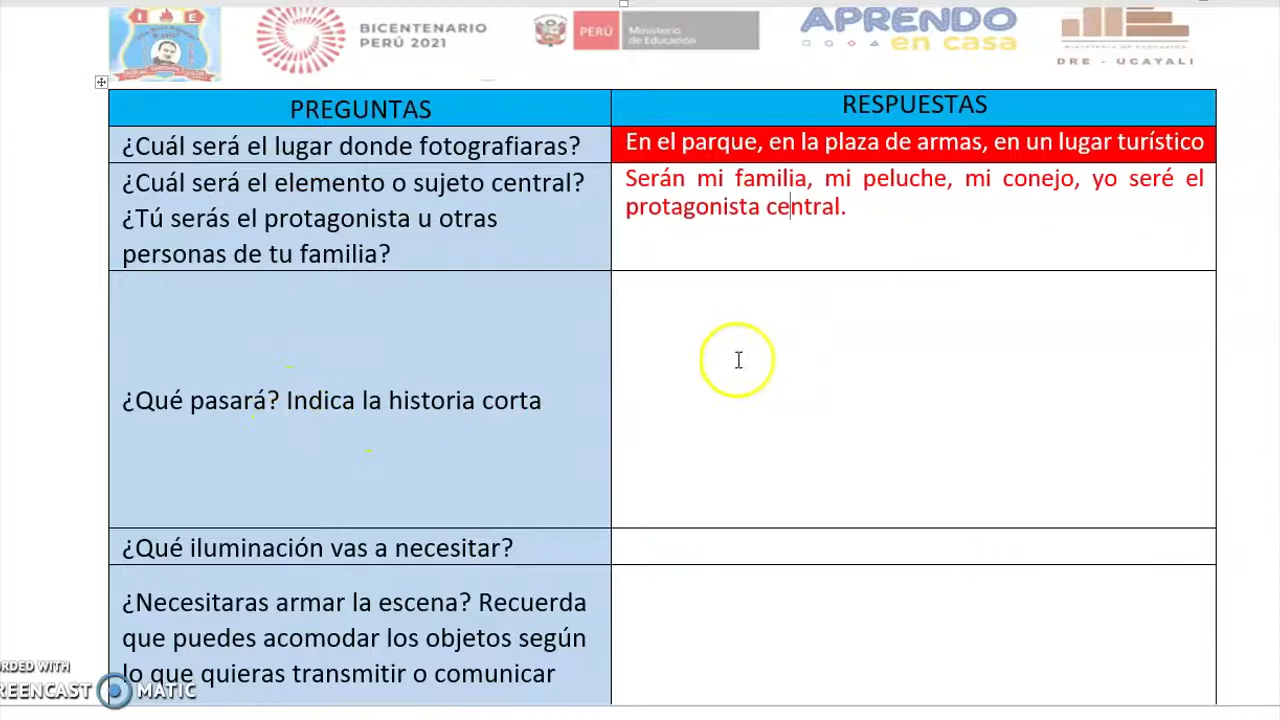 I E
BICENTENARIO
PERÚ 2021
PERÚ
Ministerio
de Educación
APRENDO
en casa
DRE - UCAYALI
PREGUNTAS
RESPUESTAS
¿Cuál será el lugar donde fotografiaras?
En el parque, en la plaza de armas, en un lugar turístico
¿Cuál será el elemento o sujeto central?
¿Tú serás el protagonista u otras
personas de tu familia?
Serán mi familia, mi peluche, mi conejo, yo seré el
protagonista central.
¿Qué pasará? Indica la historia corta
¿Qué iluminación vas a necesitar?
¿Necesitaras armar la escena? Recuerda
que puedes acomodar los objetos según
lo que quieras transmitir o comunicar
ORDED WITH
REENCAST MATIC